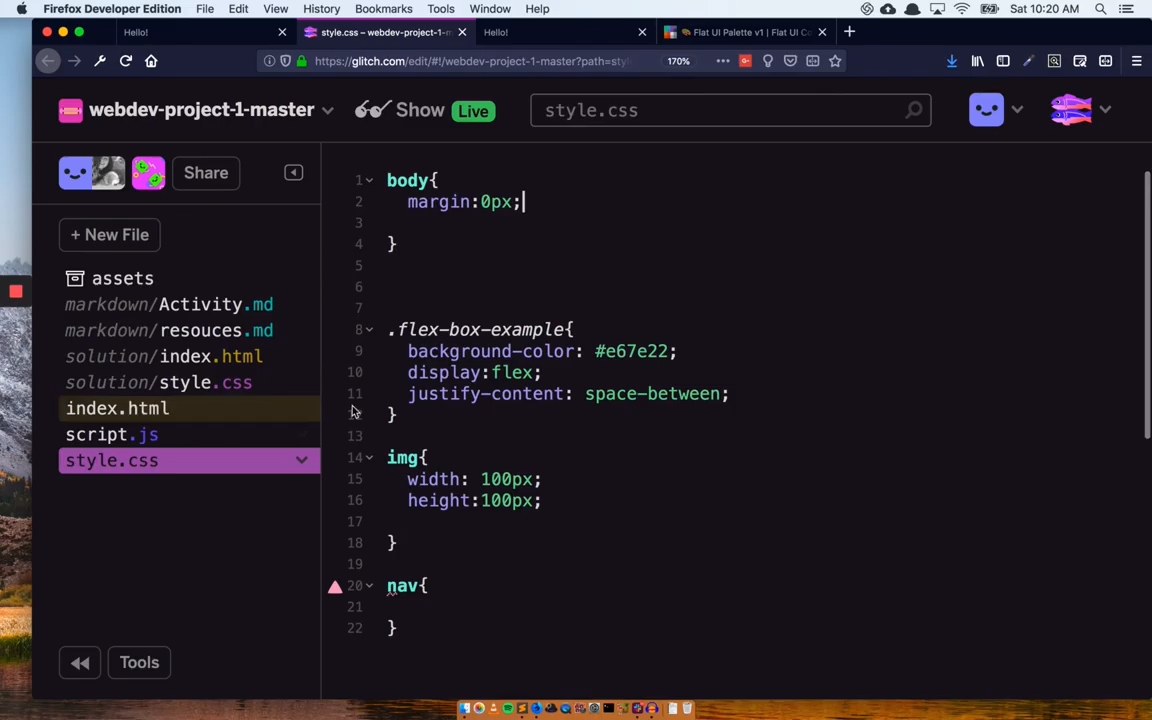 Firefox Developer Edition File Edit View History Bookmarks Tools Window Help Sat 10:20 AM
Hello! style.css – webdev-project-1-m Hello! Flat UI Palette v1 | Flat UI Co
https://glitch.com/edit/#!/webdev-project-1-master?path=sty 170%
webdev-project-1-master Show Live style.css
Share
+ New File
assets
markdown/Activity.md
markdown/resouces.md
solution/index.html
solution/style.css
index.html
script.js
style.css
Tools
1 body{
2 margin:0px;
3
4 }
5
6
7
8 .flex-box-example{
9 background-color: #e67e22;
10 display:flex;
11 justify-content: space-between;
}
13
14 img{
15 width: 100px;
16 height:100px;
17
18 }
19
20 nav{
21
22 }